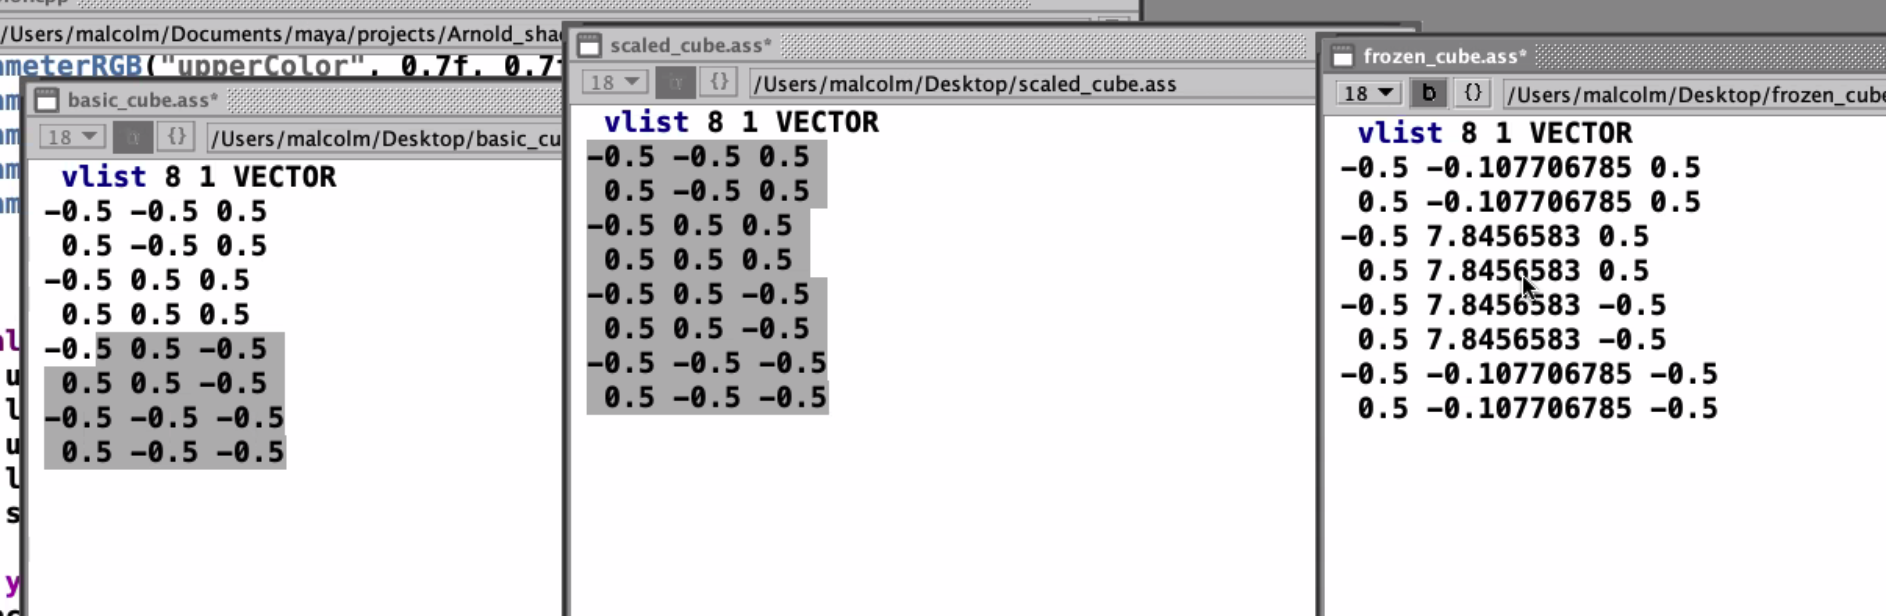 /Users/malcolm/Documents/maya/projects/Arnold_sha
ameterRGB("upperColor", 0.7f, 0.7f
basic_cube.ass*
18 b {} /Users/malcolm/Desktop/basic_cu
vlist 8 1 VECTOR
-0.5 -0.5 0.5
0.5 -0.5 0.5
-0.5 0.5 0.5
0.5 0.5 0.5
-0.5 0.5 -0.5
0.5 0.5 -0.5
-0.5 -0.5 -0.5
0.5 -0.5 -0.5
scaled_cube.ass*
18 b {} /Users/malcolm/Desktop/scaled_cube.ass
vlist 8 1 VECTOR
-0.5 -0.5 0.5
0.5 -0.5 0.5
-0.5 0.5 0.5
0.5 0.5 0.5
-0.5 0.5 -0.5
0.5 0.5 -0.5
-0.5 -0.5 -0.5
0.5 -0.5 -0.5
frozen_cube.ass*
18 b {} /Users/malcolm/Desktop/frozen_cube
vlist 8 1 VECTOR
-0.5 -0.107706785 0.5
0.5 -0.107706785 0.5
-0.5 7.8456583 0.5
0.5 7.8456583 0.5
-0.5 7.8456583 -0.5
0.5 7.8456583 -0.5
-0.5 -0.107706785 -0.5
0.5 -0.107706785 -0.5